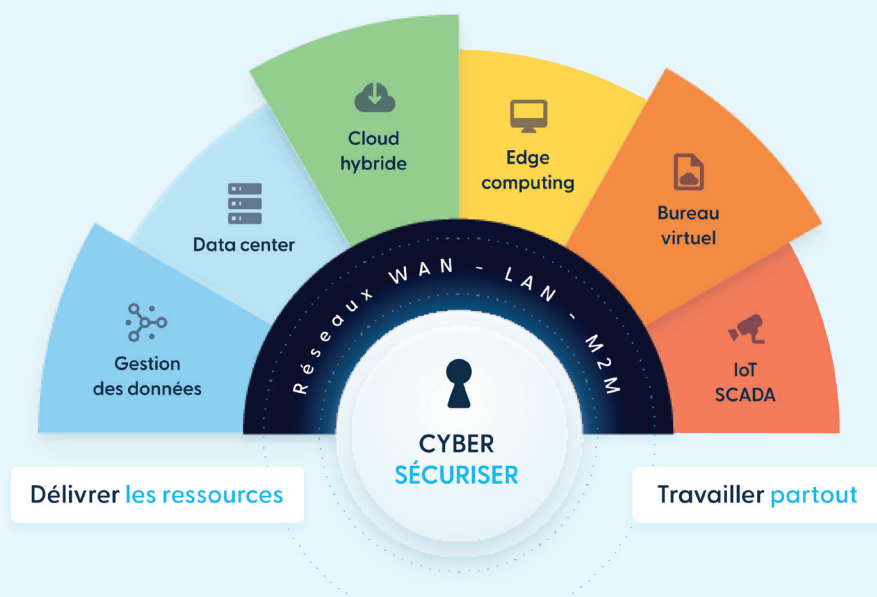 Cloud
hybride
Edge
computing
Data center
Bureau
virtuel
Réseaux WAN - LAN - M2M
Gestion
des données
IoT
SCADA
CYBER
SÉCURISER
Délivrer les ressources
Travailler partout